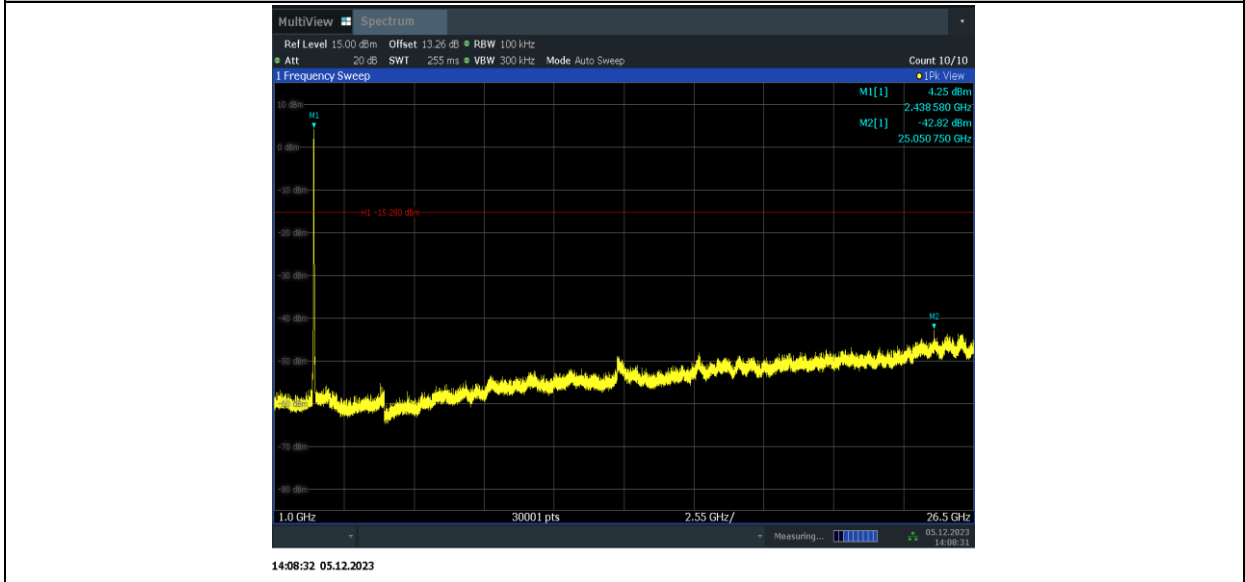 MultiView Spectrum
Ref Level 15.00 dBm Offset 13.26 dB RBW 100 kHz
Att 20 dB SWT 255 ms VBW 300 kHz Mode Auto Sweep Count 10/10
1 Frequency Sweep 1Pk View
M1[1] 4.25 dBm
2.438 580 GHz
M2[1] -42.82 dBm
25.050 750 GHz
10 dBm
M1
0 dBm
-10 dBm
H1 -15.280 dBm
-20 dBm
-30 dBm
-40 dBm
M2
-50 dBm
-60 dBm
-70 dBm
-80 dBm
1.0 GHz 30001 pts 2.55 GHz/ 26.5 GHz
Measuring... 05.12.2023
14:08:31
14:08:32 05.12.2023